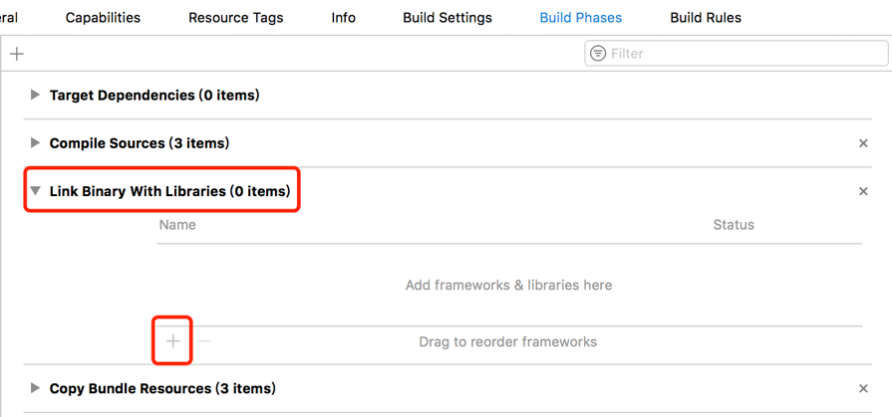 eral Capabilities Resource Tags Info Build Settings Build Phases Build Rules
Filter
Target Dependencies (0 items)
Compile Sources (3 items)
Link Binary With Libraries (0 items)
Name Status
Add frameworks & libraries here
Drag to reorder frameworks
Copy Bundle Resources (3 items)